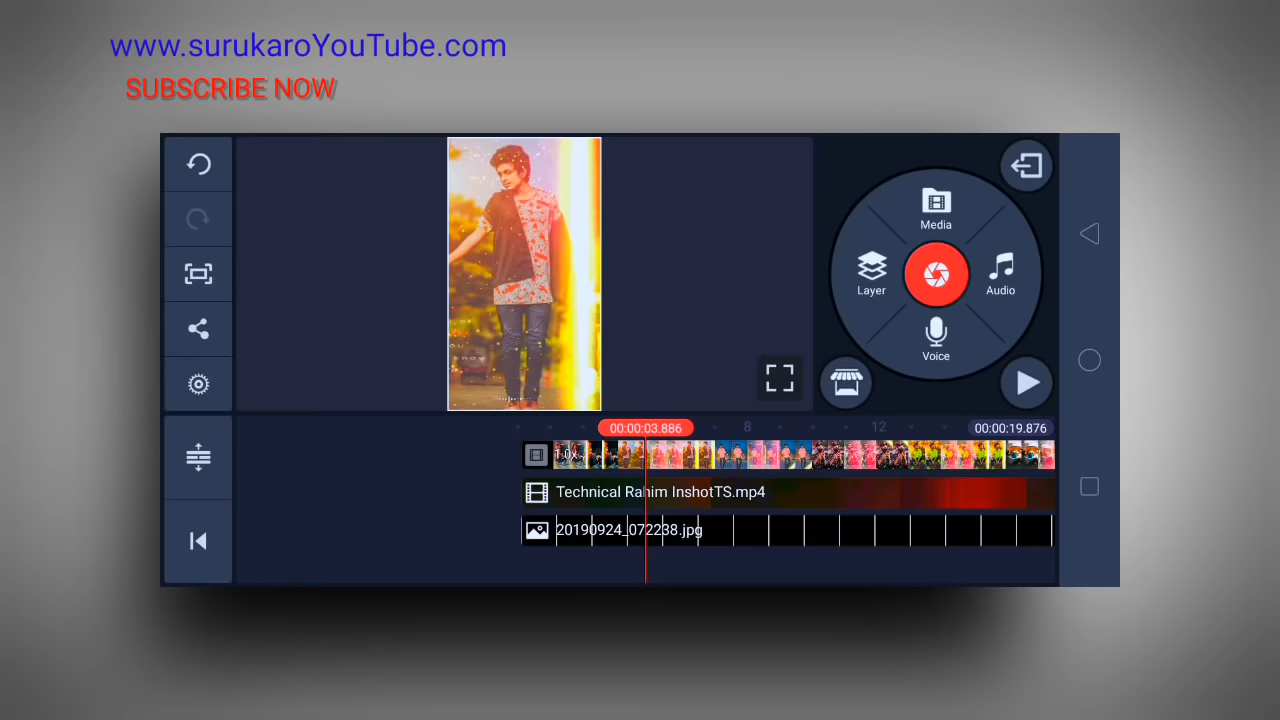 www.surukaroYouTube.com
SUBSCRIBE NOW
Media
Layer
Audio
Voice
00:00:03.886
8
12
00:00:19.876
1.0x
Technical Rahim InshotTS.mp4
20190924_072238.jpg